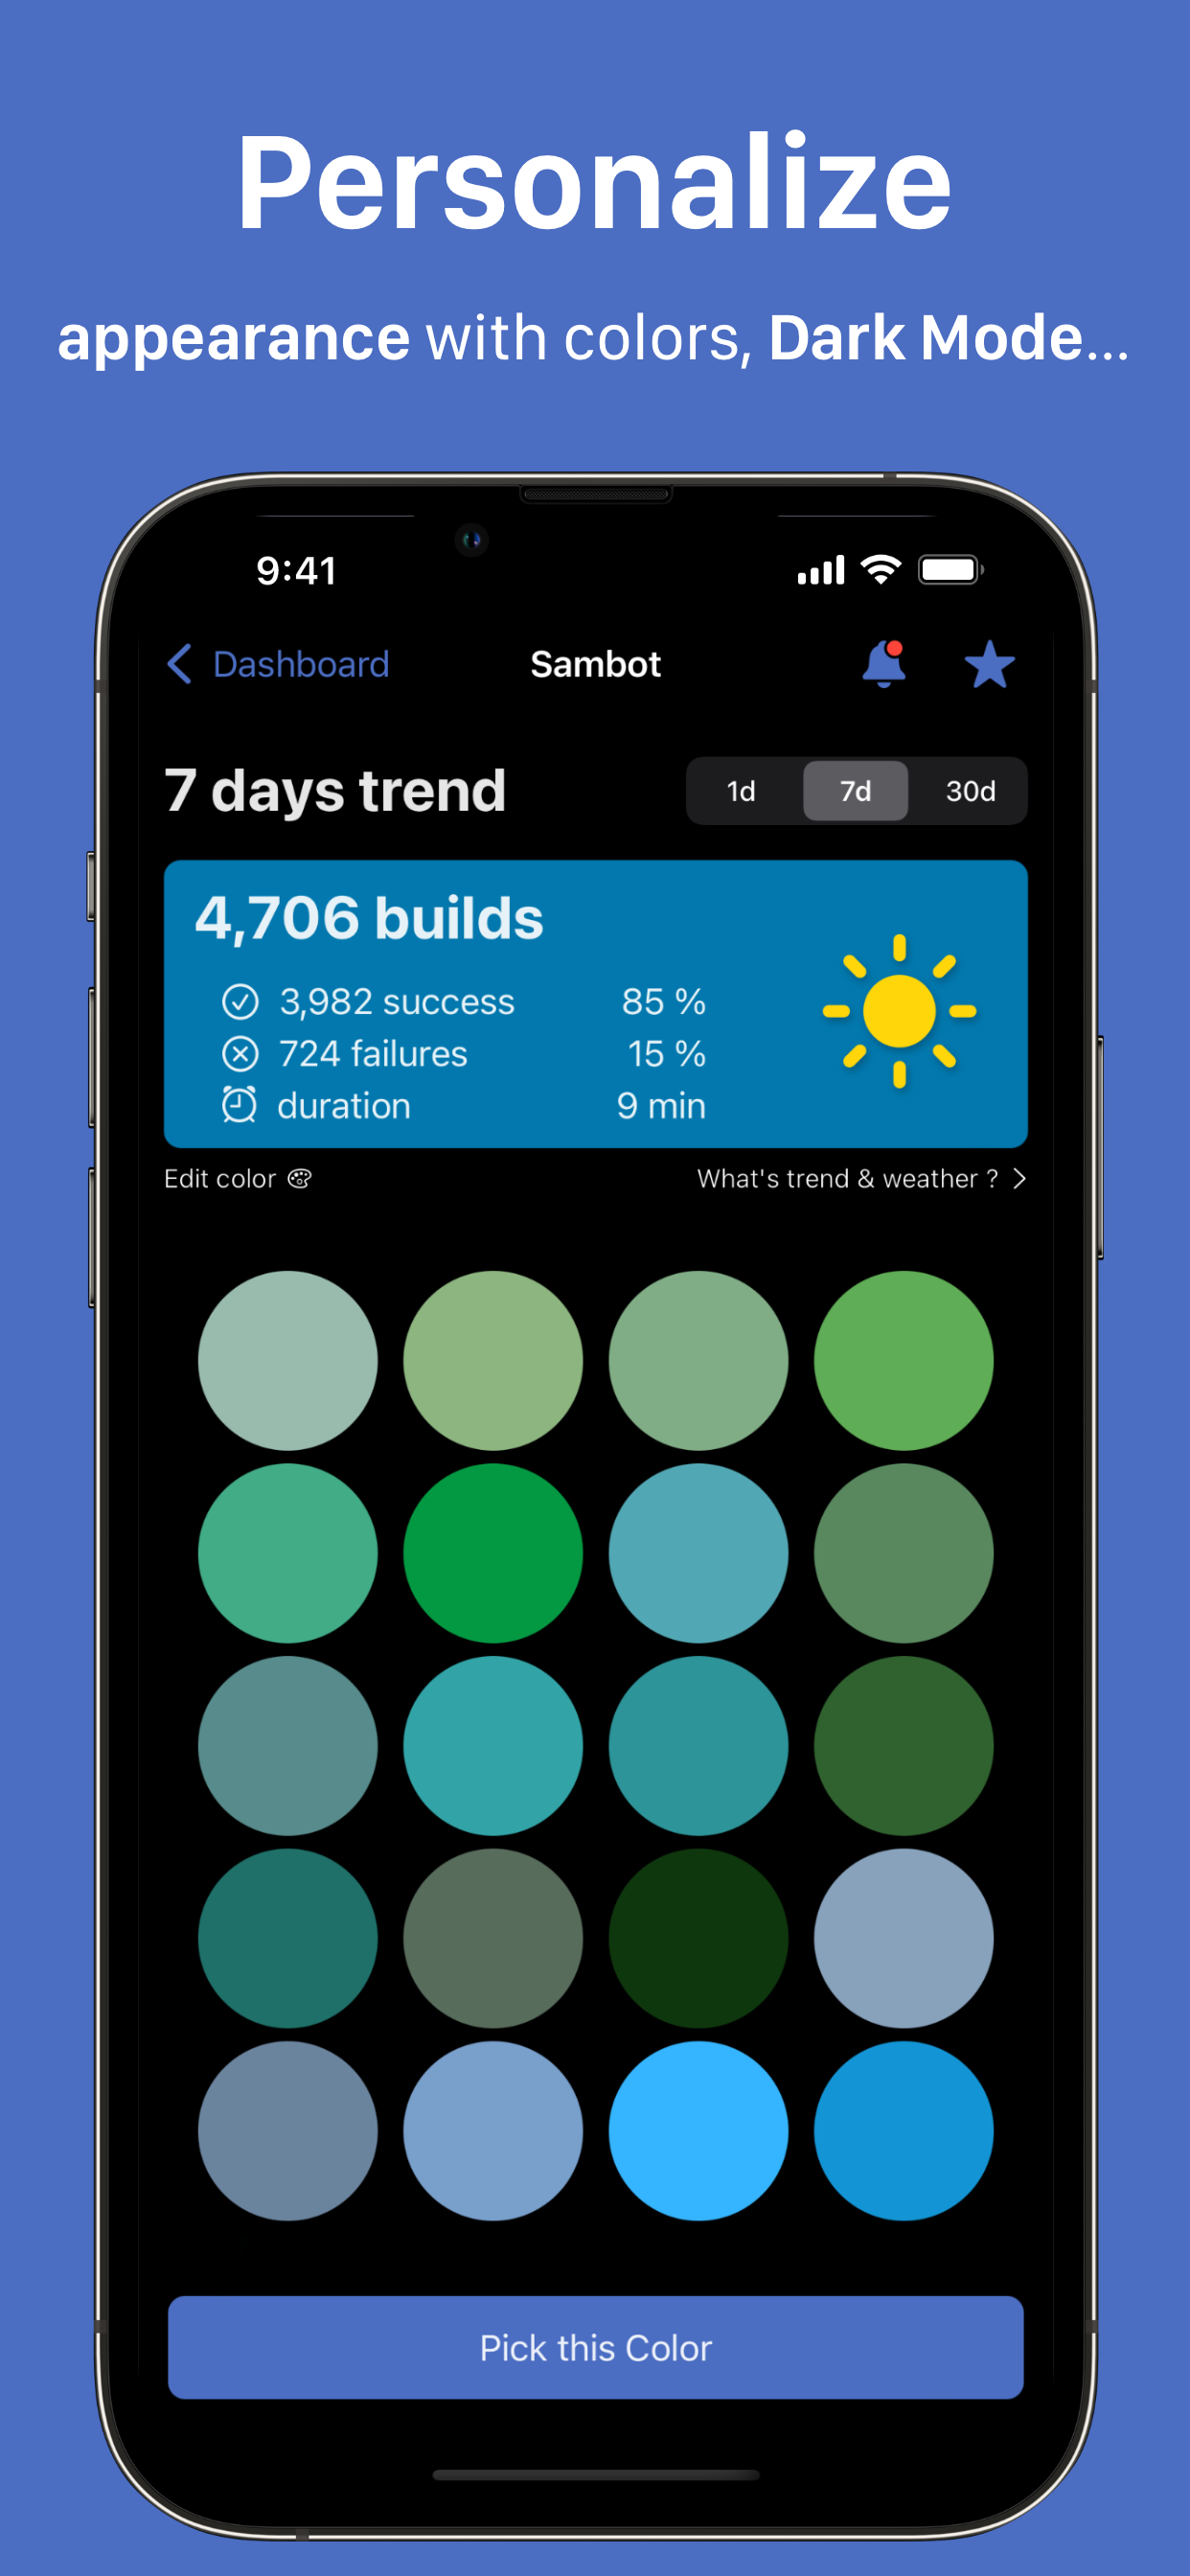 Personalize
appearance with colors, Dark Mode...
9:41
Dashboard
Sambot
7 days trend
1d
7d
30d
4,706 builds
3,982 success 85 %
724 failures 15 %
duration 9 min
Edit color
What's trend & weather ?
Pick this Color